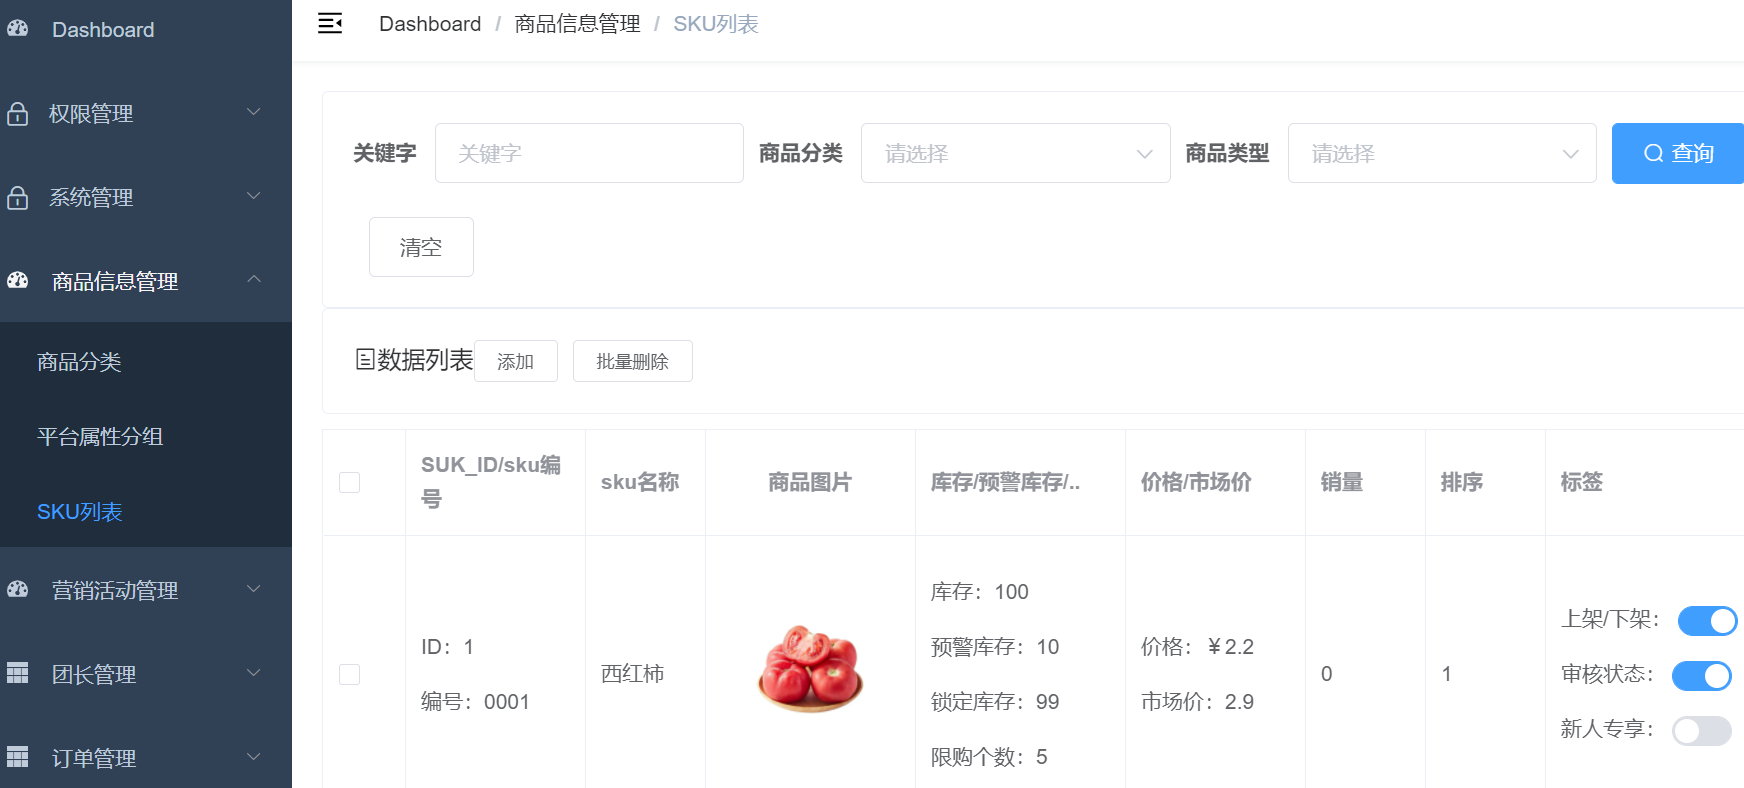 Dashboard
权限管理
系统管理
商品信息管理
商品分类
平台属性分组
SKU列表
营销活动管理
团长管理
订单管理
Dashboard / 商品信息管理 / SKU列表
关键字 关键字 商品分类 请选择 商品类型 请选择 查询
清空
数据列表 添加 批量删除
SUK_ID/sku编
号
sku名称
商品图片
库存/预警库存/..
价格/市场价
销量
排序
标签
ID：1
编号：0001
西红柿
库存：100
预警库存：10
锁定库存：99
限购个数：5
价格：￥2.2
市场价：2.9
0
1
上架/下架：
审核状态：
新人专享：